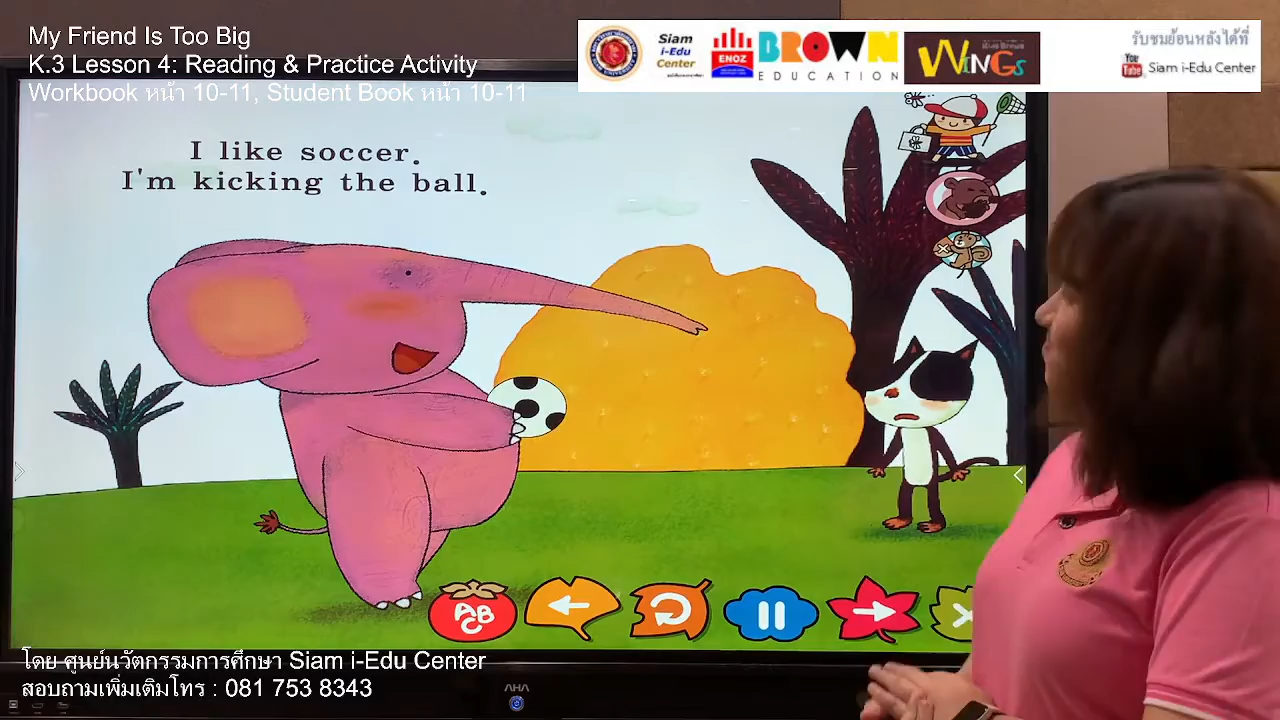 My Friend Is Too Big
K.3 Lesson 4: Reading & Practice Activity
Workbook หน้า 10-11, Student Book หน้า 10-11
Siam
i-Edu
Center
ENOZ
BROWN
EDUCATION
WINGS
รับชมย้อนหลังได้ที่
You
Tube
Siam i-Edu Center
I like soccer.
I'm kicking the ball.
ABC
โดย ศูนย์นวัตกรรมการศึกษา Siam i-Edu Center
สอบถามเพิ่มเติมโทร : 081 753 8343